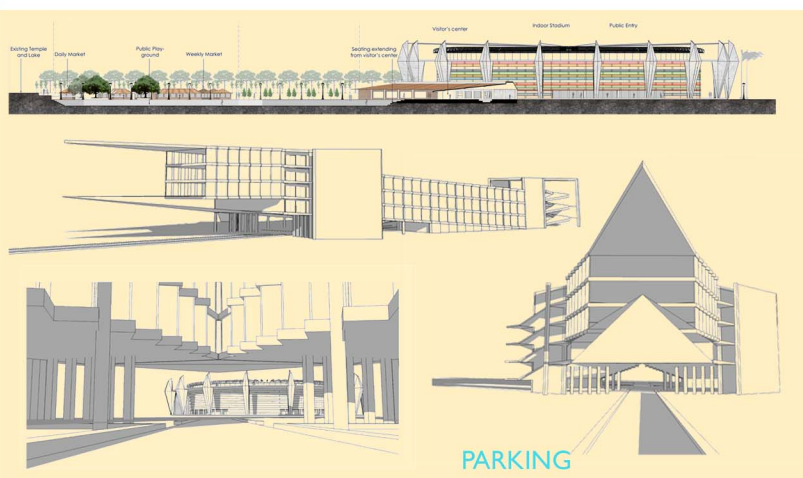 Visitor's center
Indoor Stadium
Public Entry
Existing Temple
and Lake
Daily Market
Public Play-
ground
Weekly Market
Seating extending
from visitor's center
PARKING